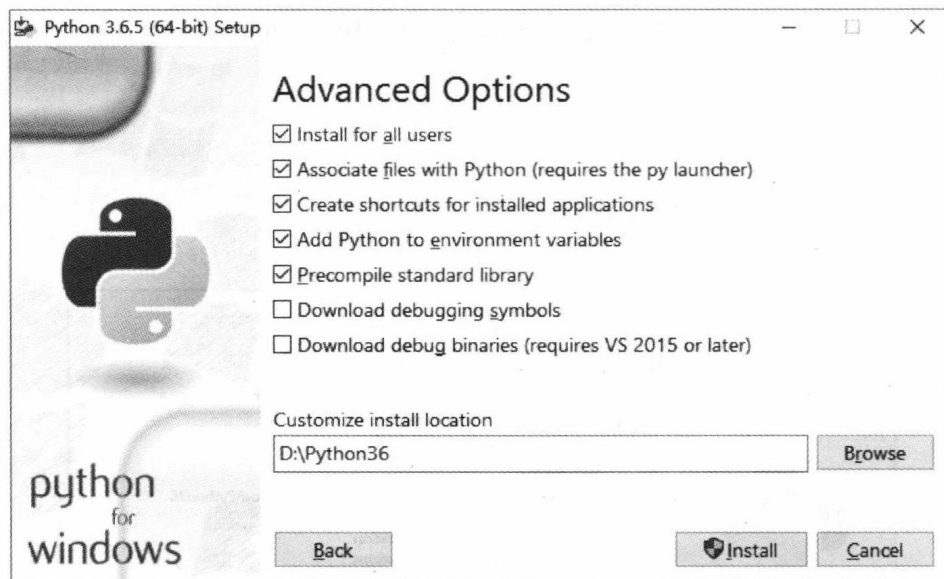 Python 3.6.5 (64-bit) Setup
Advanced Options
Install for all users
Associate files with Python (requires the py launcher)
Create shortcuts for installed applications
Add Python to environment variables
Precompile standard library
Download debugging symbols
Download debug binaries (requires VS 2015 or later)
Customize install location
D:\Python36
Browse
python
for
windows
Back
Install
Cancel